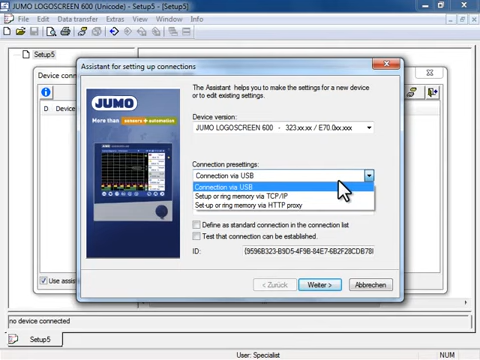 JUMO LOGOSCREEN 600 (Unicode) - Setup5 - [Setup5]
File Edit Data transfer Extras View Window Info
Setup5
Device conn
Device
Use assis
Assistant for setting up connections
JUMO
More than sensors + automation
The Assistant helps you to make the settings for a new device
or to edit existing settings.
Device version:
JUMO LOGOSCREEN 600 - 323.xx.xx / E70.0xx.xxx
Connection presettings:
Connection via USB
Connection via USB
Setup or ring memory via TCP/IP
Set-up or ring memory via HTTP proxy
Define as standard connection in the connection list
Test that connection can be established.
ID: {9596B323-B9D5-4F9B-84E7-6B2F28CDB78
< Zurück Weiter > Abbrechen
no device connected
Setup5
User: Specialist NUM